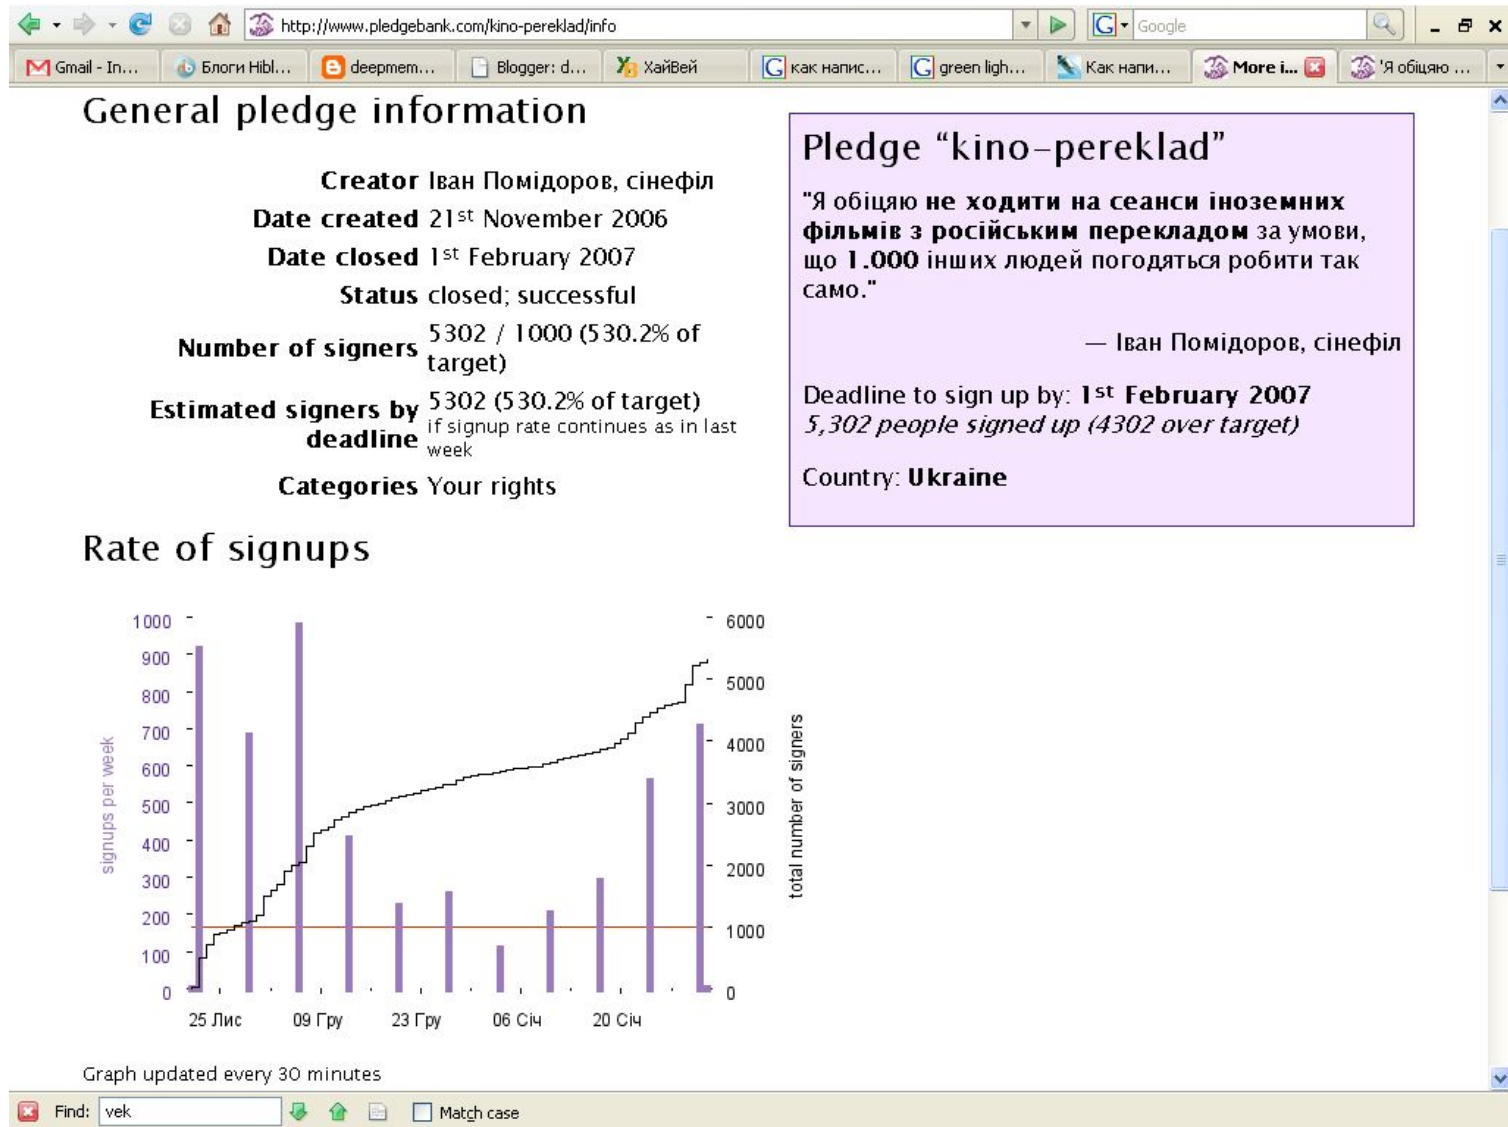 http://www.pledgebank.com/kino-pereklad/info
Google
Gmail - In...
Блоги Hibl...
deepmem...
Blogger: d...
ХайВей
как напис...
green ligh...
Как напи...
More i...
'Я обіцяю ...
General pledge information
Creator Іван Помідоров, сінефіл
Date created 21st November 2006
Date closed 1st February 2007
Status closed; successful
Number of signers 5302 / 1000 (530.2% of
target)
Estimated signers by
deadline
5302 (530.2% of target)
if signup rate continues as in last
week
Categories Your rights
Pledge “kino-pereklad”
"Я обіцяю не ходити на сеанси іноземних
фільмів з російським перекладом за умови,
що 1.000 інших людей погодяться робити так
само."
— Іван Помідоров, сінефіл
Deadline to sign up by: 1st February 2007
5,302 people signed up (4302 over target)
Country: Ukraine
Rate of signups
signups per week
1000
900
800
700
600
500
400
300
200
100
0
6000
5000
4000
3000
2000
1000
0
total number of signers
25 Лис
09 Гру
23 Гру
06 Січ
20 Січ
Graph updated every 30 minutes
Find: vek
Match case